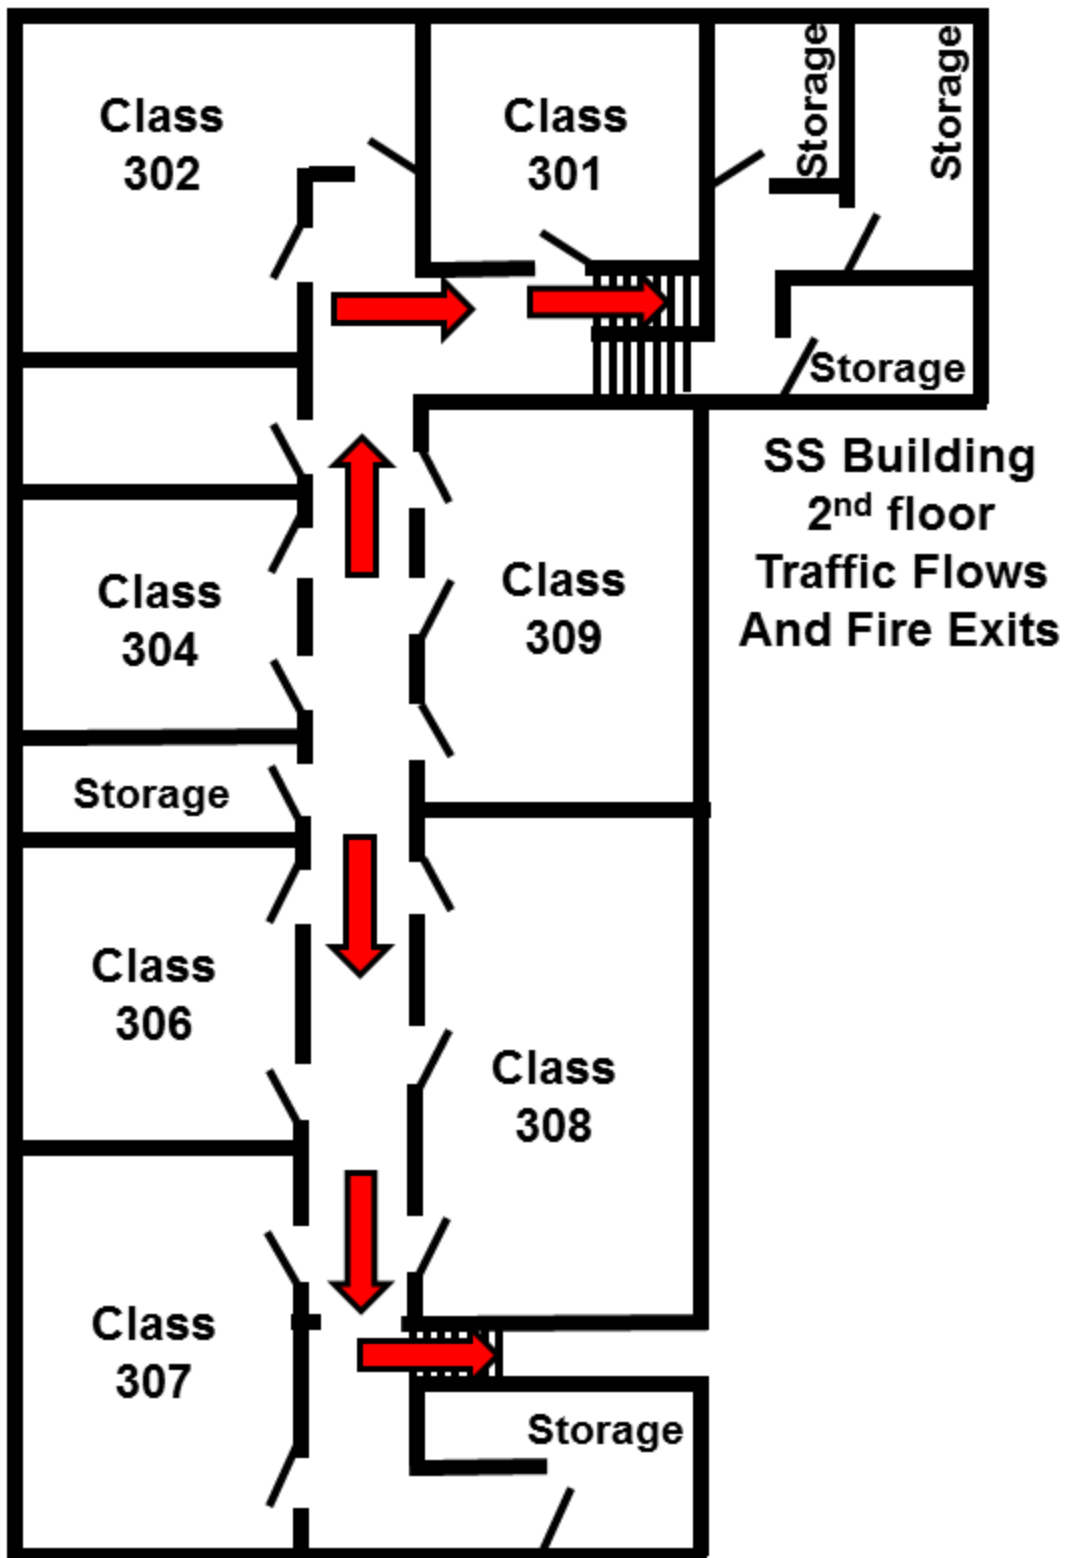 Class
302
Class
301
Storage
Storage
Storage
SS Building
2nd floor
Traffic Flows
And Fire Exits
Class
304
Class
309
Storage
Class
306
Class
308
Class
307
Storage